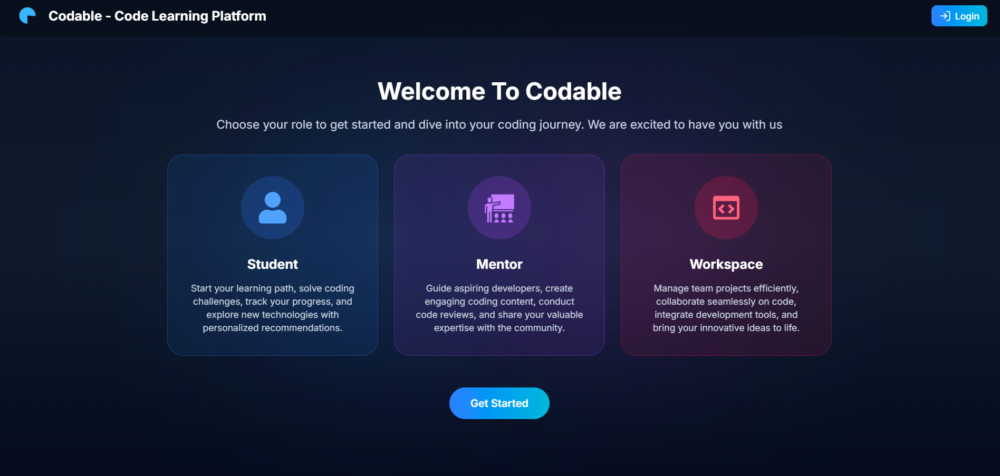 Codable - Code Learning Platform
Login
Welcome To Codable
Choose your role to get started and dive into your coding journey. We are excited to have you with us
Student
Start your learning path, solve coding
challenges, track your progress, and
explore new technologies with
personalized recommendations.
Mentor
Guide aspiring developers, create
engaging coding content, conduct
code reviews, and share your valuable
expertise with the community.
Workspace
Manage team projects efficiently,
collaborate seamlessly on code,
integrate development tools, and
bring your innovative ideas to life.
Get Started